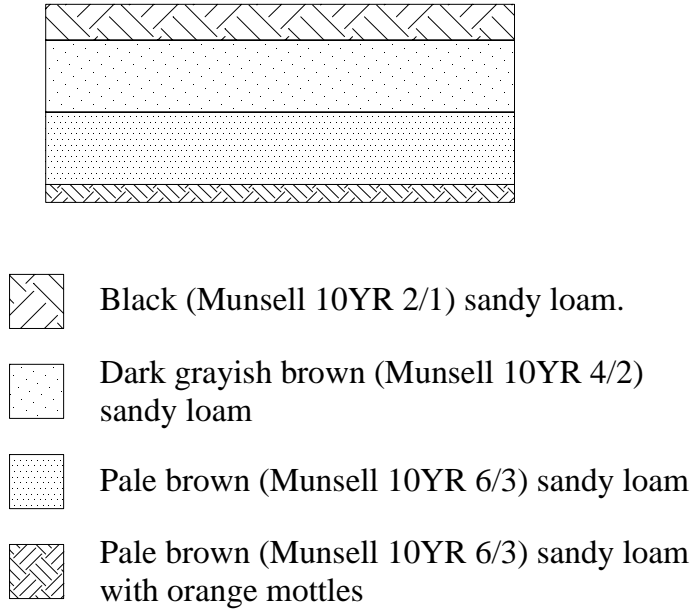 Black (Munsell 10YR 2/1) sandy loam.
Dark grayish brown (Munsell 10YR 4/2)
sandy loam
Pale brown (Munsell 10YR 6/3) sandy loam
Pale brown (Munsell 10YR 6/3) sandy loam
with orange mottles